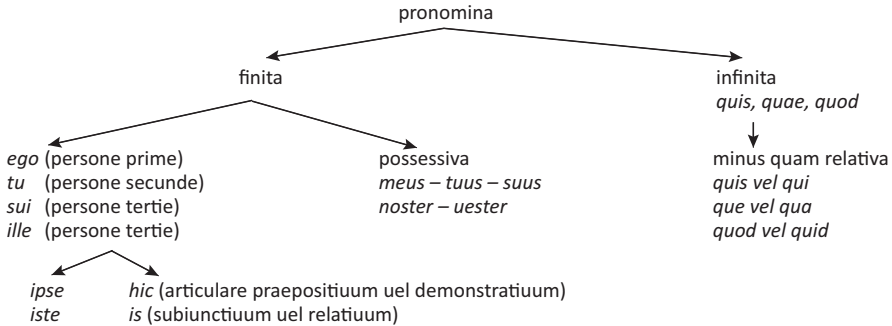 pronomina
finita
infinita
quis, quae, quod
ego (persone prime)
tu (persone secunde)
sui (persone tertie)
ille (persone tertie)
possessiva
meus – tuus – suus
noster – uester
minus quam relativa
quis vel qui
que vel qua
quod vel quid
ipse
iste
hic (articulare praepositiuum uel demonstratiuum)
is (subiunctiuum uel relatiuum)